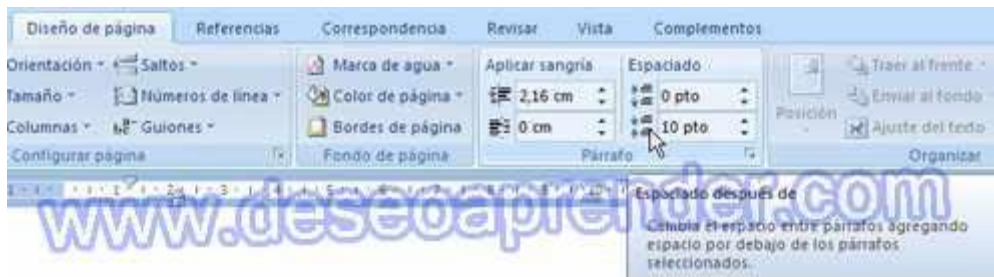 Diseño de página Referencias Correspondencia Revisar Vista Complementos
Orientación Saltos Marca de agua Aplicar sangría Espaciado Traer al frente
Tamaño Números de línea Color de página 2,16 cm 0 pto Posición Enviar al fondo
Columnas Guiones Bordes de página 0 cm 10 pto Ajuste del texto
Configurar página Fondo de página Párrafo Organizar
www.deseoaprender.com
Espaciado después de
Cambia el espacio entre párrafos agregando
espacio por debajo de los párrafos
seleccionados.